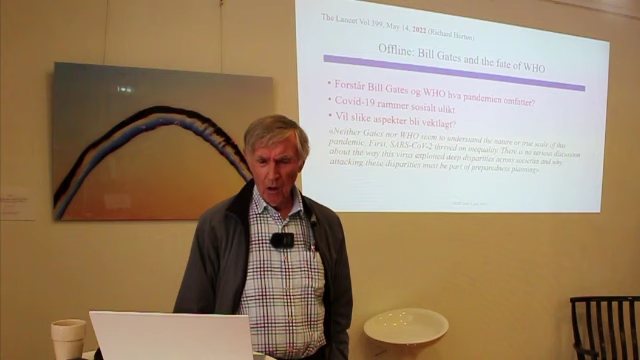 The Lancet Vol 399, May 14, 2022 (Richard Horton)
Offline: Bill Gates and the fate of WHO
• Forstår Bill Gates og WHO hva pandemien omfatter?
• Covid-19 rammer sosialt ulikt
• Vil slike aspekter bli vektlagt?
«Neither Gates nor WHO seem to understand the nature or true scale of this
pandemic. First, SARS-CoV-2 thrived on inequality. There is no serious discussion
about the way this virus exploited deep disparities across societies and why
attacking these disparities must be part of preparedness planning».